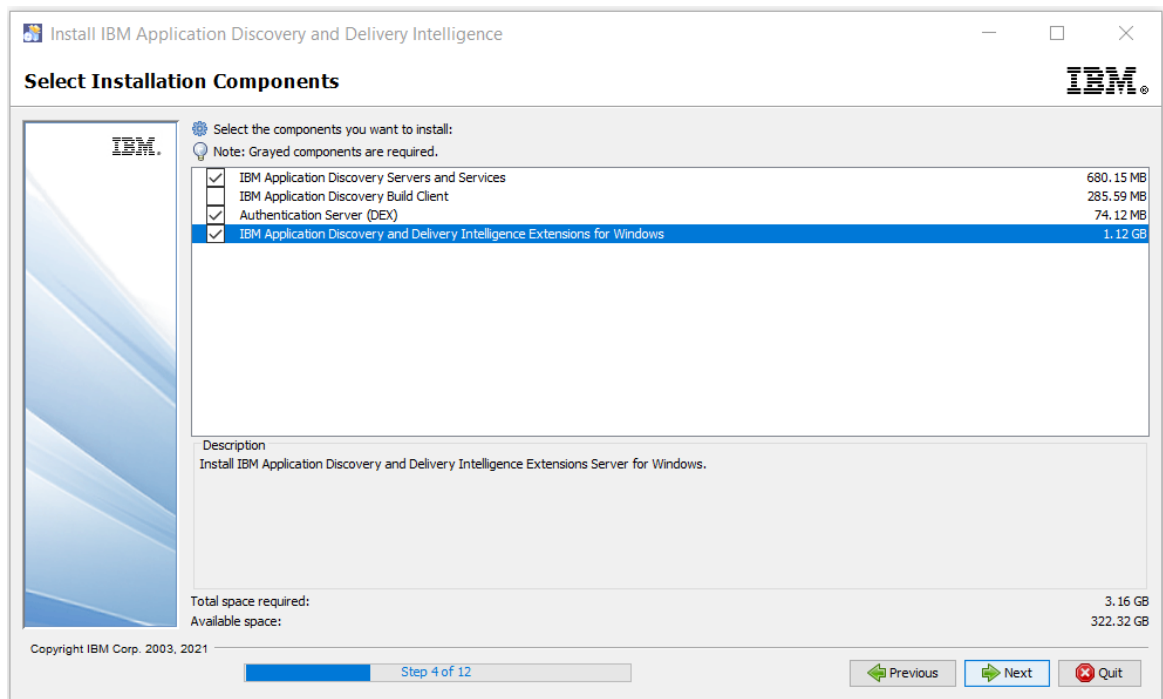 Install IBM Application Discovery and Delivery Intelligence
Select Installation Components
IBM®
IBM.
Select the components you want to install:
Note: Grayed components are required.
IBM Application Discovery Servers and Services 680.15 MB
IBM Application Discovery Build Client 285.59 MB
Authentication Server (DEX) 74.12 MB
IBM Application Discovery and Delivery Intelligence Extensions for Windows 1.12 GB
Description
Install IBM Application Discovery and Delivery Intelligence Extensions Server for Windows.
Total space required: 3.16 GB
Available space: 322.32 GB
Copyright IBM Corp. 2003, 2021
Step 4 of 12 Previous Next Quit